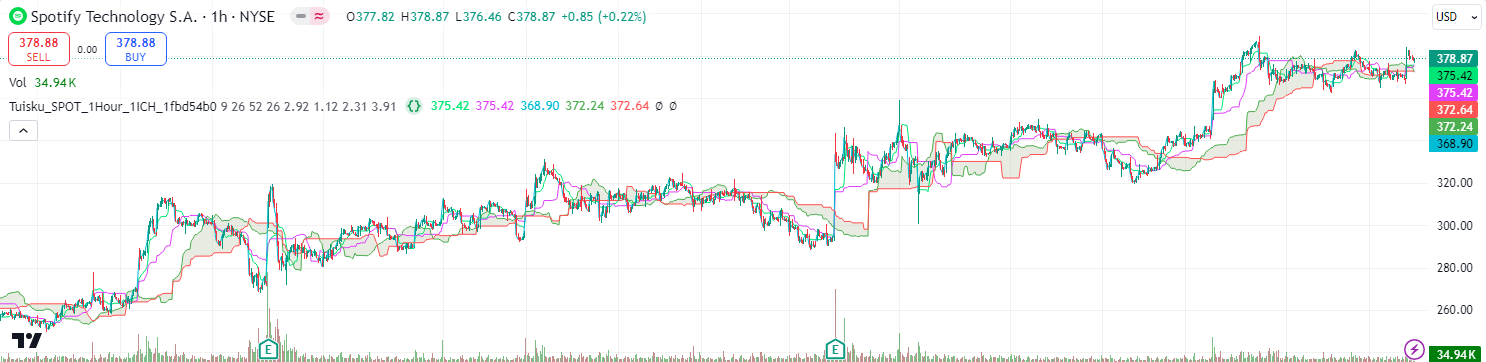 Spotify Technology S.A. · 1h · NYSE O377.82 H378.87 L376.46 C378.87 +0.85 (+0.22%)
USD
378.88 SELL 0.00 378.88 BUY
Vol 34.94K
Tuisku_SPOT_1Hour_1ICH_1fbd54b0 9 26 52 26 2.92 1.12 2.31 3.91 {} 375.42 375.42 368.90 372.24 372.64 Ø Ø
378.87
375.42
375.42
372.64
372.24
368.90
320.00
300.00
280.00
260.00
E E
34.94K